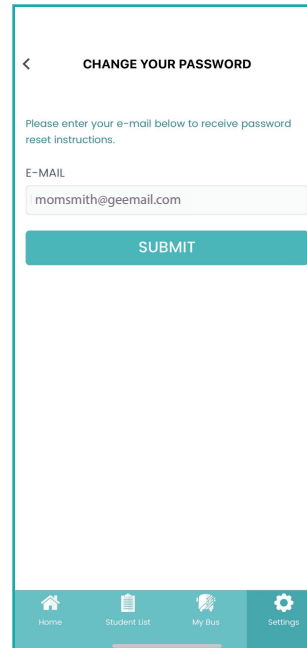 CHANGE YOUR PASSWORD
Please enter your e-mail below to receive password
reset instructions.
E-MAIL
momsmith@geemail.com
SUBMIT
Home Student List My Bus Settings